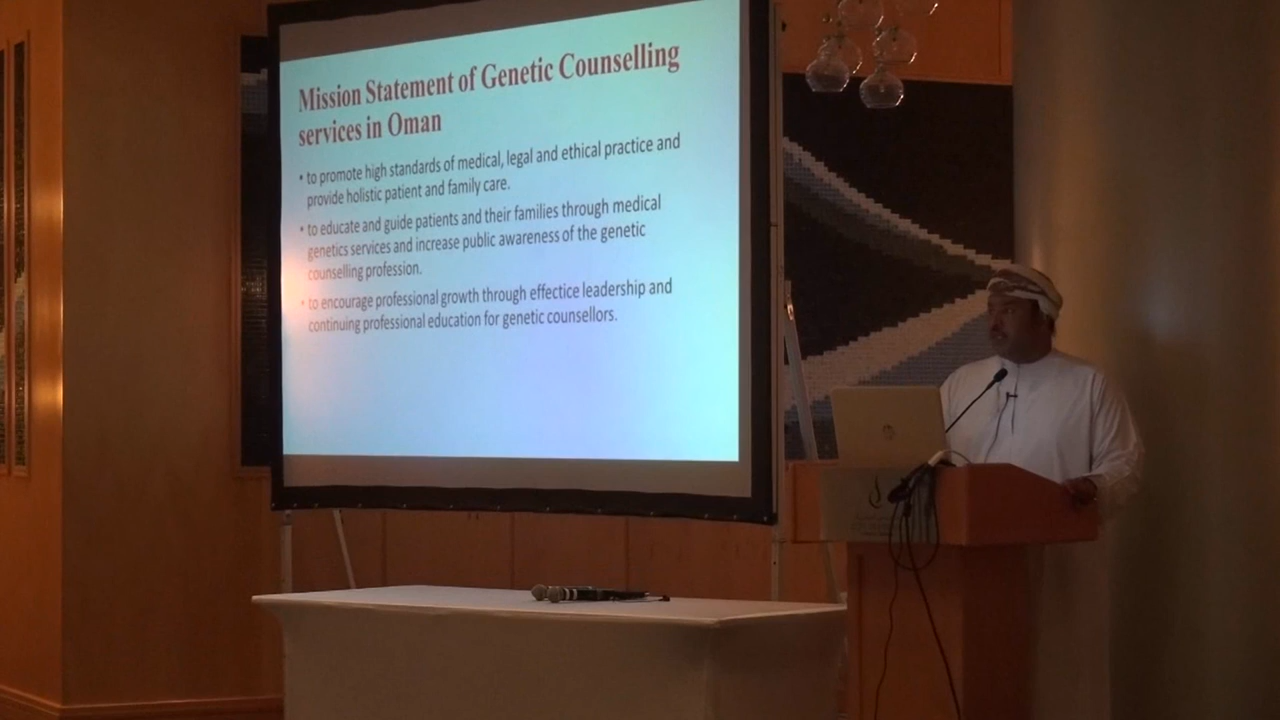 Mission Statement of Genetic Counselling
services in Oman
• to promote high standards of medical, legal and ethical practice and
provide holistic patient and family care.
• to educate and guide patients and their families through medical
genetics services and increase public awareness of the genetic
counselling profession.
• to encourage professional growth through effectice leadership and
continuing professional education for genetic counsellors.